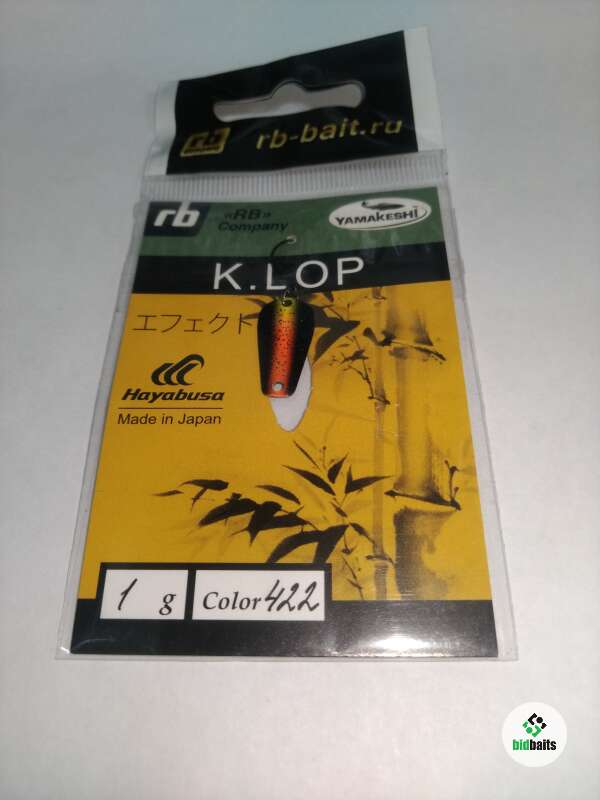 rb
rb-bait.ru
rb
«RB»
Company
YAMAKESHI
K.LOP
エフェクト
Hayabusa
Made in Japan
1 g
Color 422
bidbaits